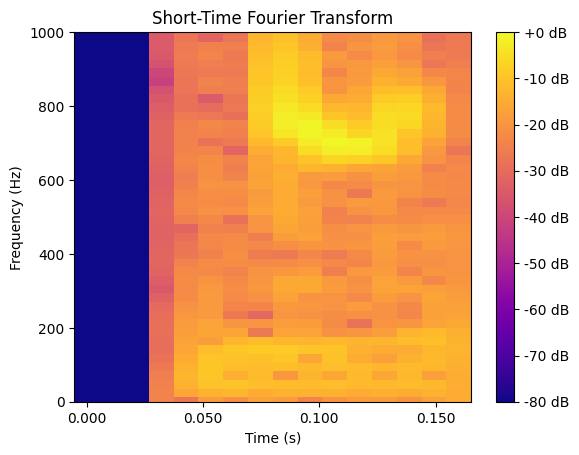 Short-Time Fourier Transform
1000
800
600
400
200
0
Frequency (Hz)
0.000
0.050
0.100
0.150
Time (s)
+0 dB
-10 dB
-20 dB
-30 dB
-40 dB
-50 dB
-60 dB
-70 dB
-80 dB